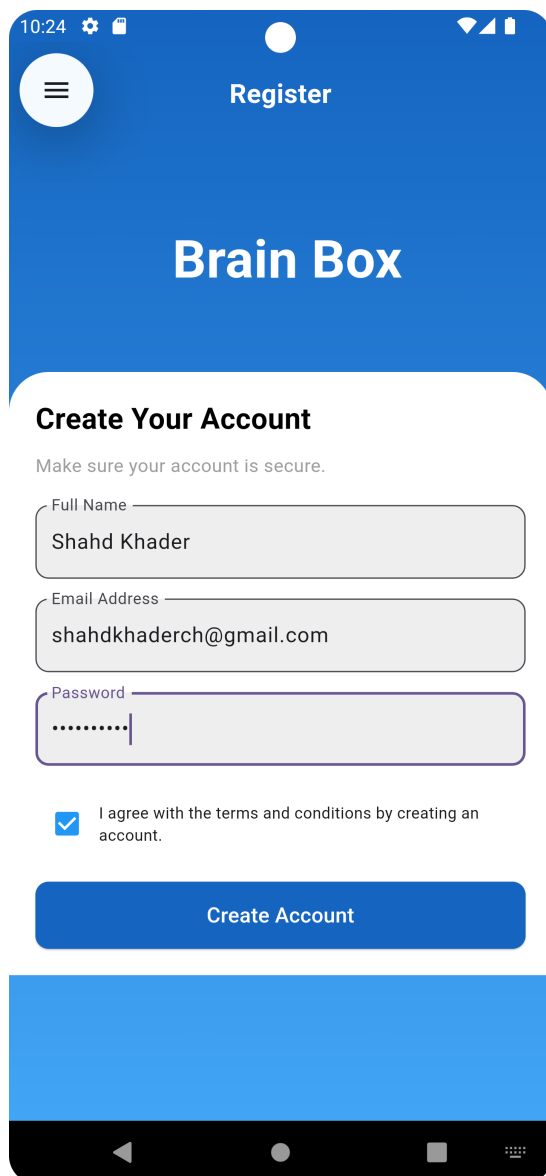 10:24
Register
Brain Box
Create Your Account
Make sure your account is secure.
Full Name
Shahd Khader
Email Address
shahdkhaderch@gmail.com
Password
••••••••••
I agree with the terms and conditions by creating an
account.
Create Account